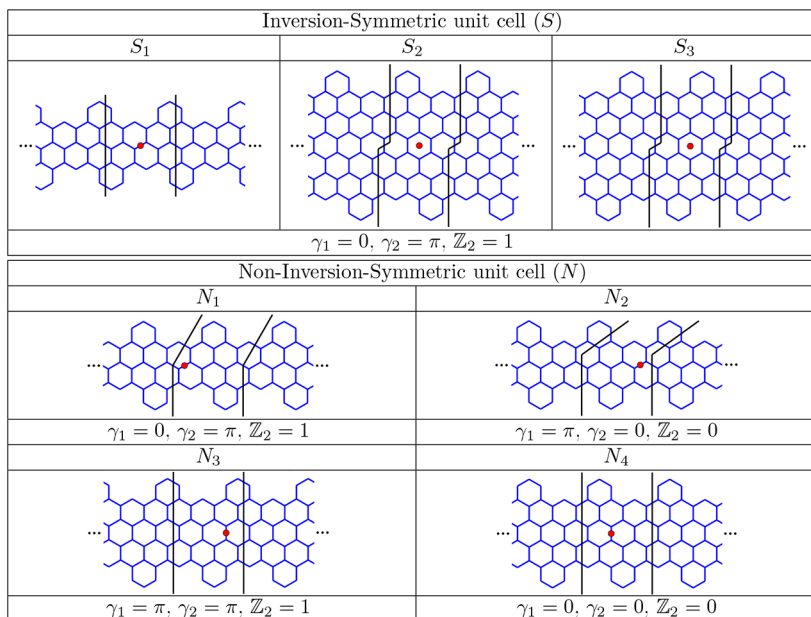 Inversion-Symmetric unit cell (S)
S₁ S₂ S₃
... ... ... ... ... ...
γ₁ = 0, γ₂ = π, ℤ₂ = 1
Non-Inversion-Symmetric unit cell (N)
N₁ N₂
... ... ... ...
γ₁ = 0, γ₂ = π, ℤ₂ = 1 γ₁ = π, γ₂ = 0, ℤ₂ = 0
N₃ N₄
... ... ... ...
γ₁ = π, γ₂ = π, ℤ₂ = 1 γ₁ = 0, γ₂ = 0, ℤ₂ = 0